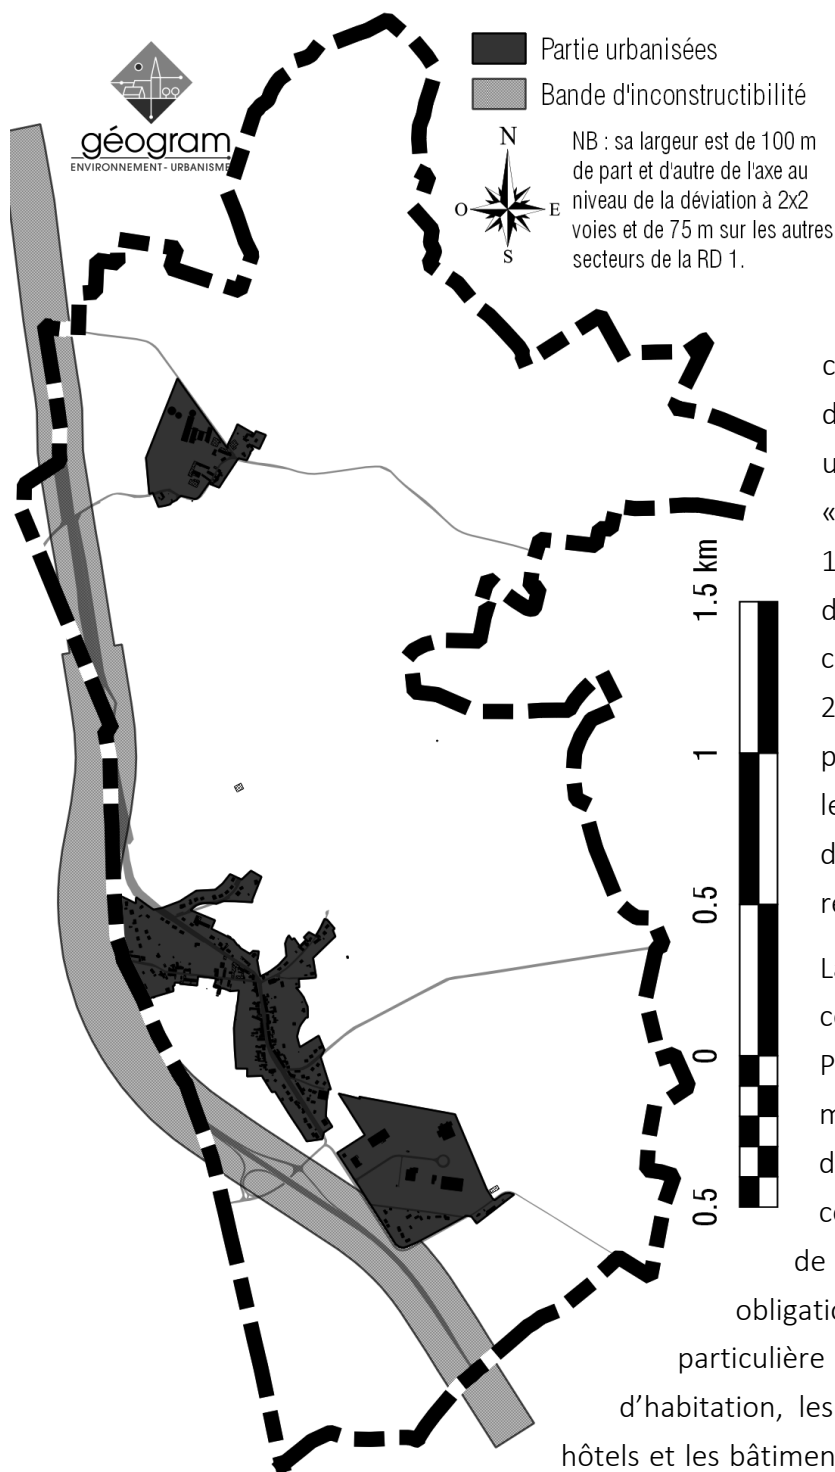 géogram
ENVIRONNEMENT - URBANISME
Partie urbanisées
Bande d'inconstructibilité
N
O
E
S
NB : sa largeur est de 100 m
de part et d'autre de l'axe au
niveau de la déviation à 2x2
voies et de 75 m sur les autres
secteurs de la RD 1.
1.5 km
1
0.5
0
0.5
de
particulière
d'habitation, les
hôtels et les